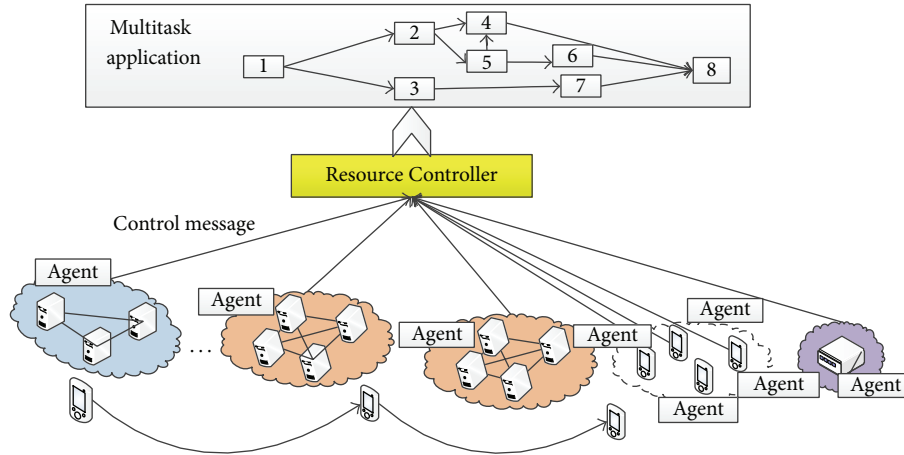 Multitask
application
1
2
4
5
6
3
7
8
Resource Controller
Control message
Agent
Agent
Agent
Agent
Agent
Agent
Agent
Agent
...